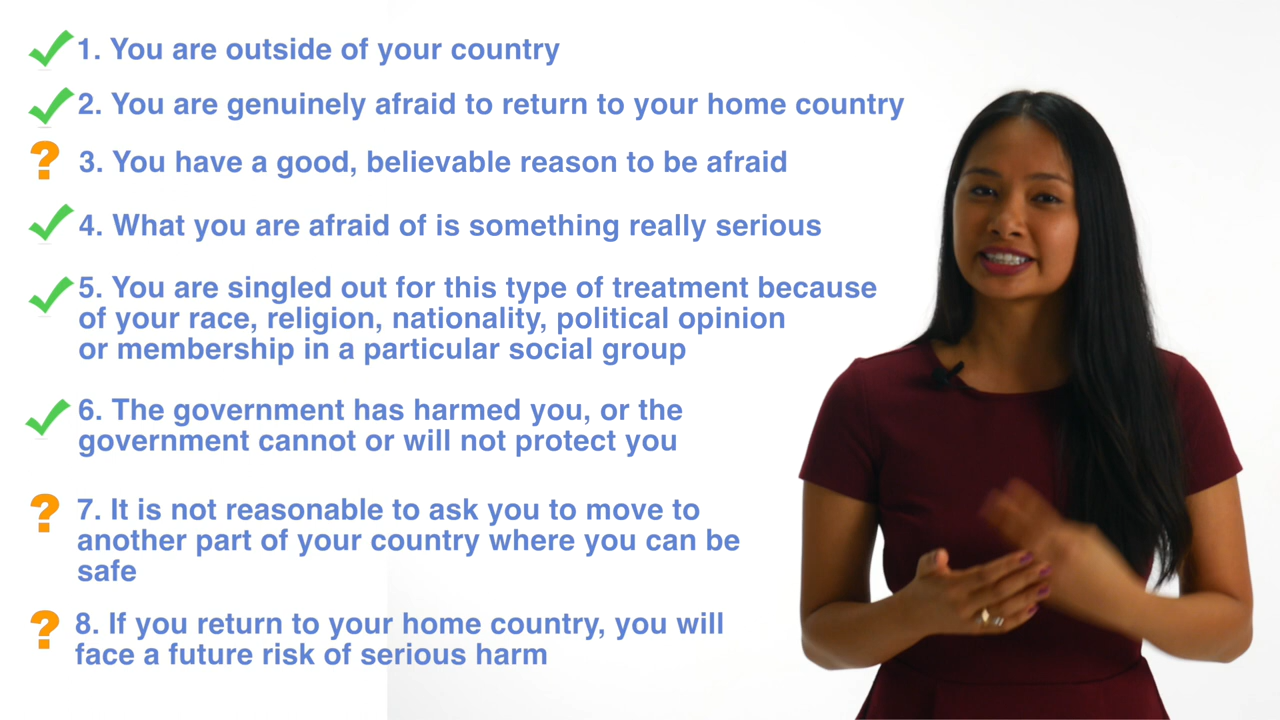 1. You are outside of your country
2. You are genuinely afraid to return to your home country
? 3. You have a good, believable reason to be afraid
4. What you are afraid of is something really serious
5. You are singled out for this type of treatment because
of your race, religion, nationality, political opinion
or membership in a particular social group
6. The government has harmed you, or the
government cannot or will not protect you
? 7. It is not reasonable to ask you to move to
another part of your country where you can be
safe
? 8. If you return to your home country, you will
face a future risk of serious harm